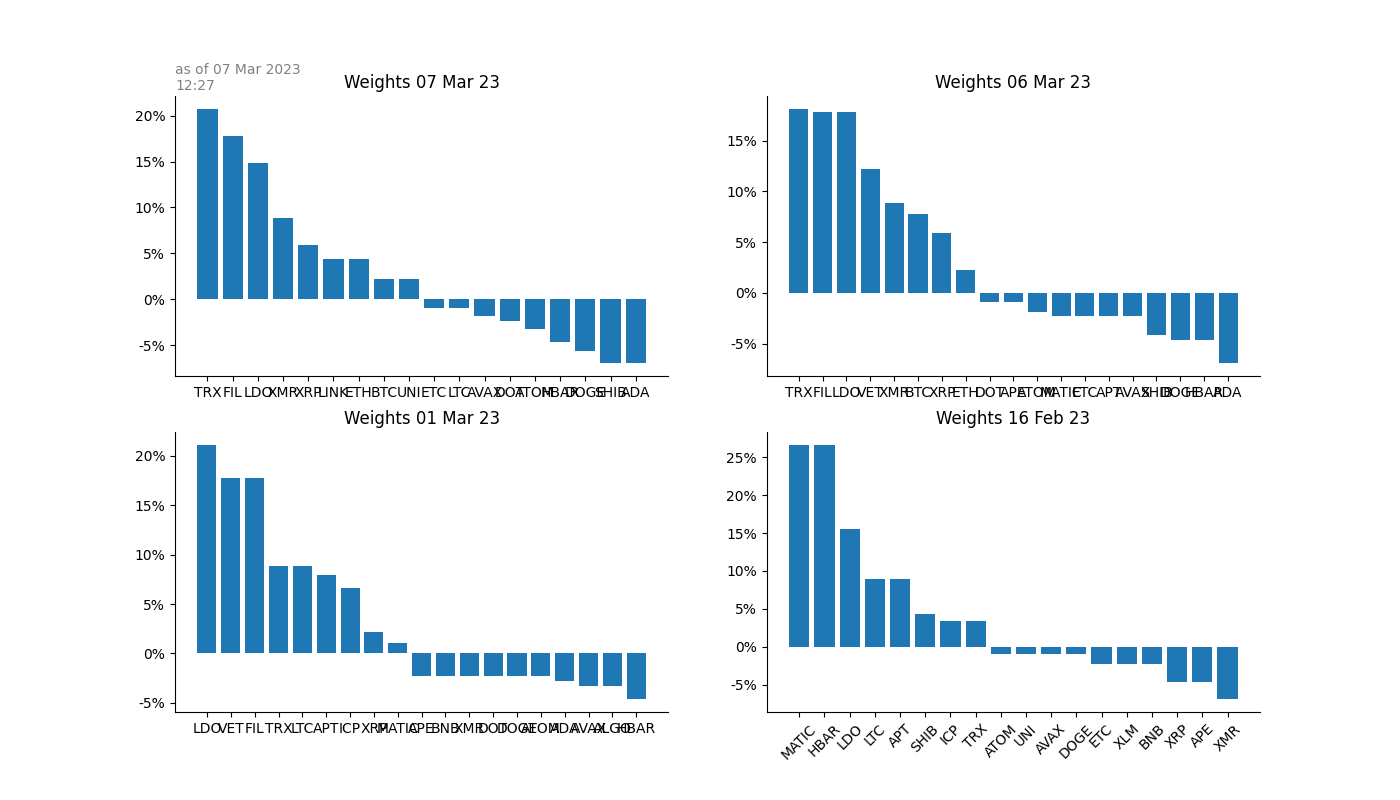 as of 07 Mar 2023
12:27
Weights 07 Mar 23
20%
15%
10%
5%
0%
-5%
TRX FIL LDO XMR XRP LINK ETH BTC UNI ETC LTC AVAX DOT ATOM HBAR DOGE SHIB ADA
Weights 06 Mar 23
15%
10%
5%
0%
-5%
TRX FIL LDO VET XMR BTC XRP ETH DOT APE ATOM MATIC ETC APT AVAX SHIB DOGE HBAR ADA
Weights 01 Mar 23
20%
15%
10%
5%
0%
-5%
LDO VET FIL TRX LTC APT ICP XRP MATIC APE BNB XMR DOT DOGE ATOM ADA AVAX ALGO HBAR
Weights 16 Feb 23
25%
20%
15%
10%
5%
0%
-5%
MATIC HBAR LDO LTC APT SHIB ICP TRX ATOM UNI AVAX DOGE ETC XLM BNB XRP APE XMR